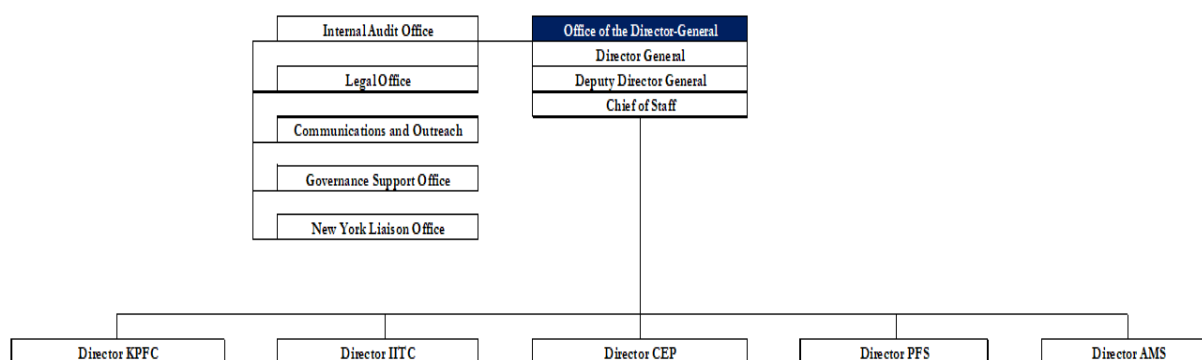 Internal Audit Office
Legal Office
Communications and Outreach
Governance Support Office
New York Liaison Office
Office of the Director-General
Director General
Deputy Director General
Chief of Staff
Director KPFC
Director IITC
Director CEP
Director PFS
Director AMS